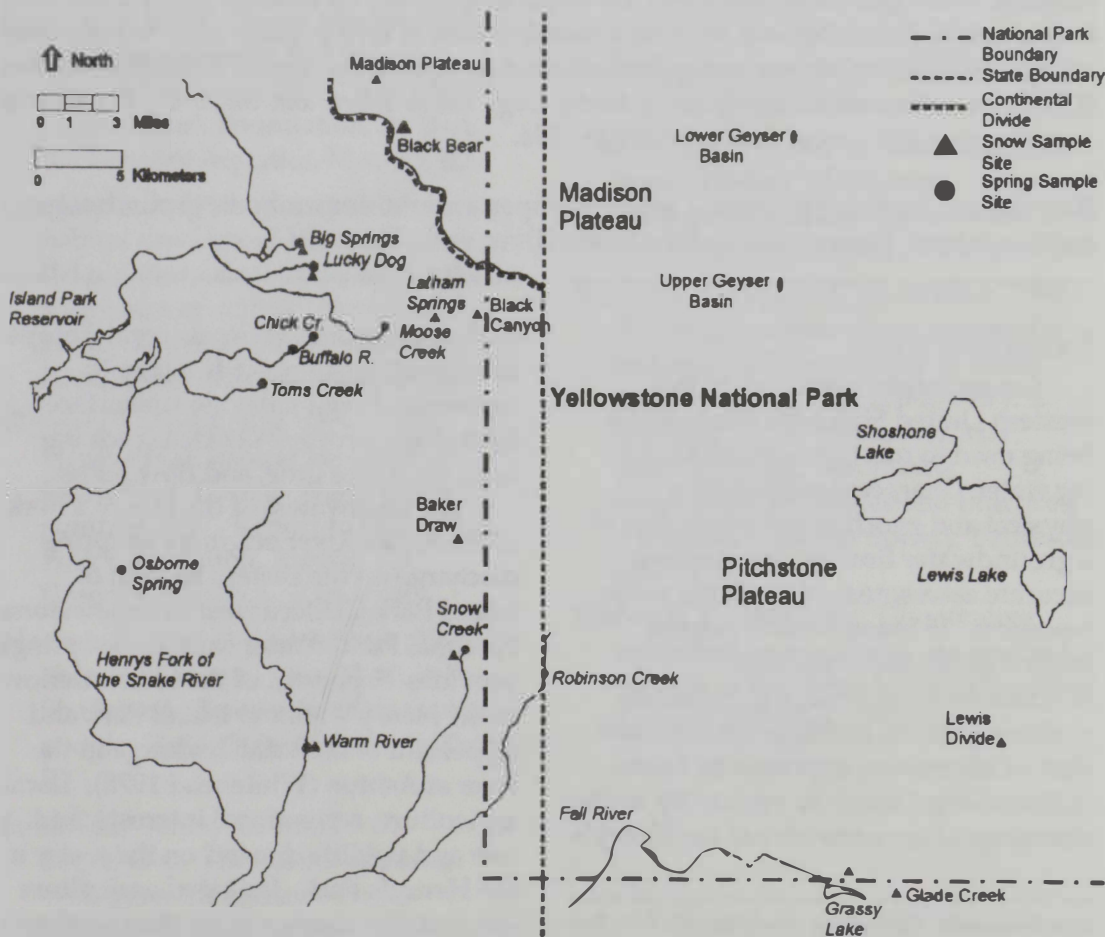 North
0 1 3 Miles
0 5
Kilometers
Madison Plateau
Black Bear
National Park
Boundary
State Boundary
Continental
Divide
Snow Sample
Site
Spring Sample
Site
Lower Geyser
Basin
Madison
Plateau
Big Springs
Lucky Dog
Island Park
Reservoir
Latham
Springs
Black
Canyon
Upper Geyser
Basin
Chick Cr.
Moose
Creek
Buffalo R.
Toms Creek
Yellowstone National Park
Shoshone
Lake
Baker
Draw
Osborne
Spring
Pitchstone
Plateau
Lewis Lake
Snow
Creek
Henrys Fork of
the Snake River
Robinson Creek
Warm River
Lewis
Divide
Fall River
Glade Creek
Grassy
Lake